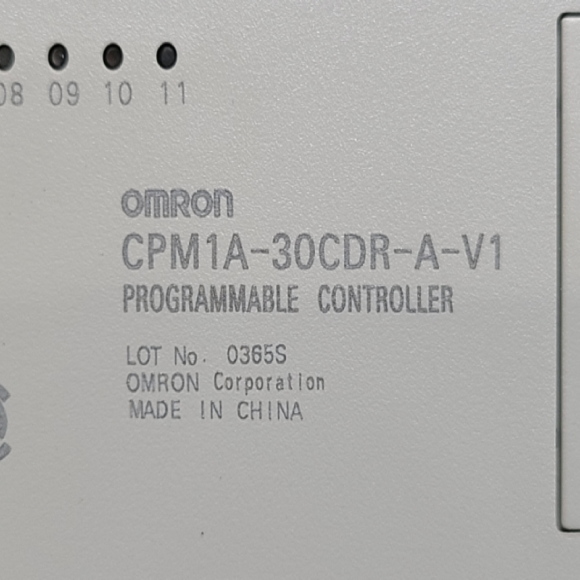 08 09 10 11
OMRON
CPM1A-30CDR-A-V1
PROGRAMMABLE CONTROLLER
LOT No. 0365S
OMRON Corporation
MADE IN CHINA